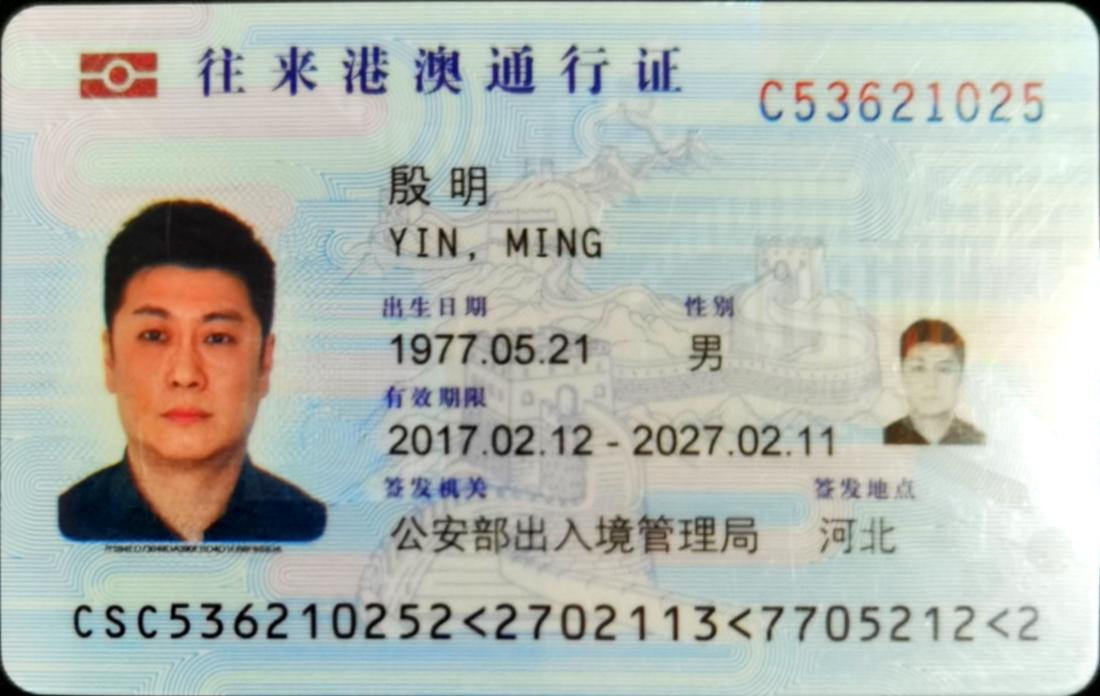 往来港澳通行证
C53621025
殷明
YIN, MING
出生日期 性别
1977.05.21 男
有效期限
2017.02.12 - 2027.02.11
签发机关 签发地点
公安部出入境管理局 河北
CSC536210252<2702113<7705212<2